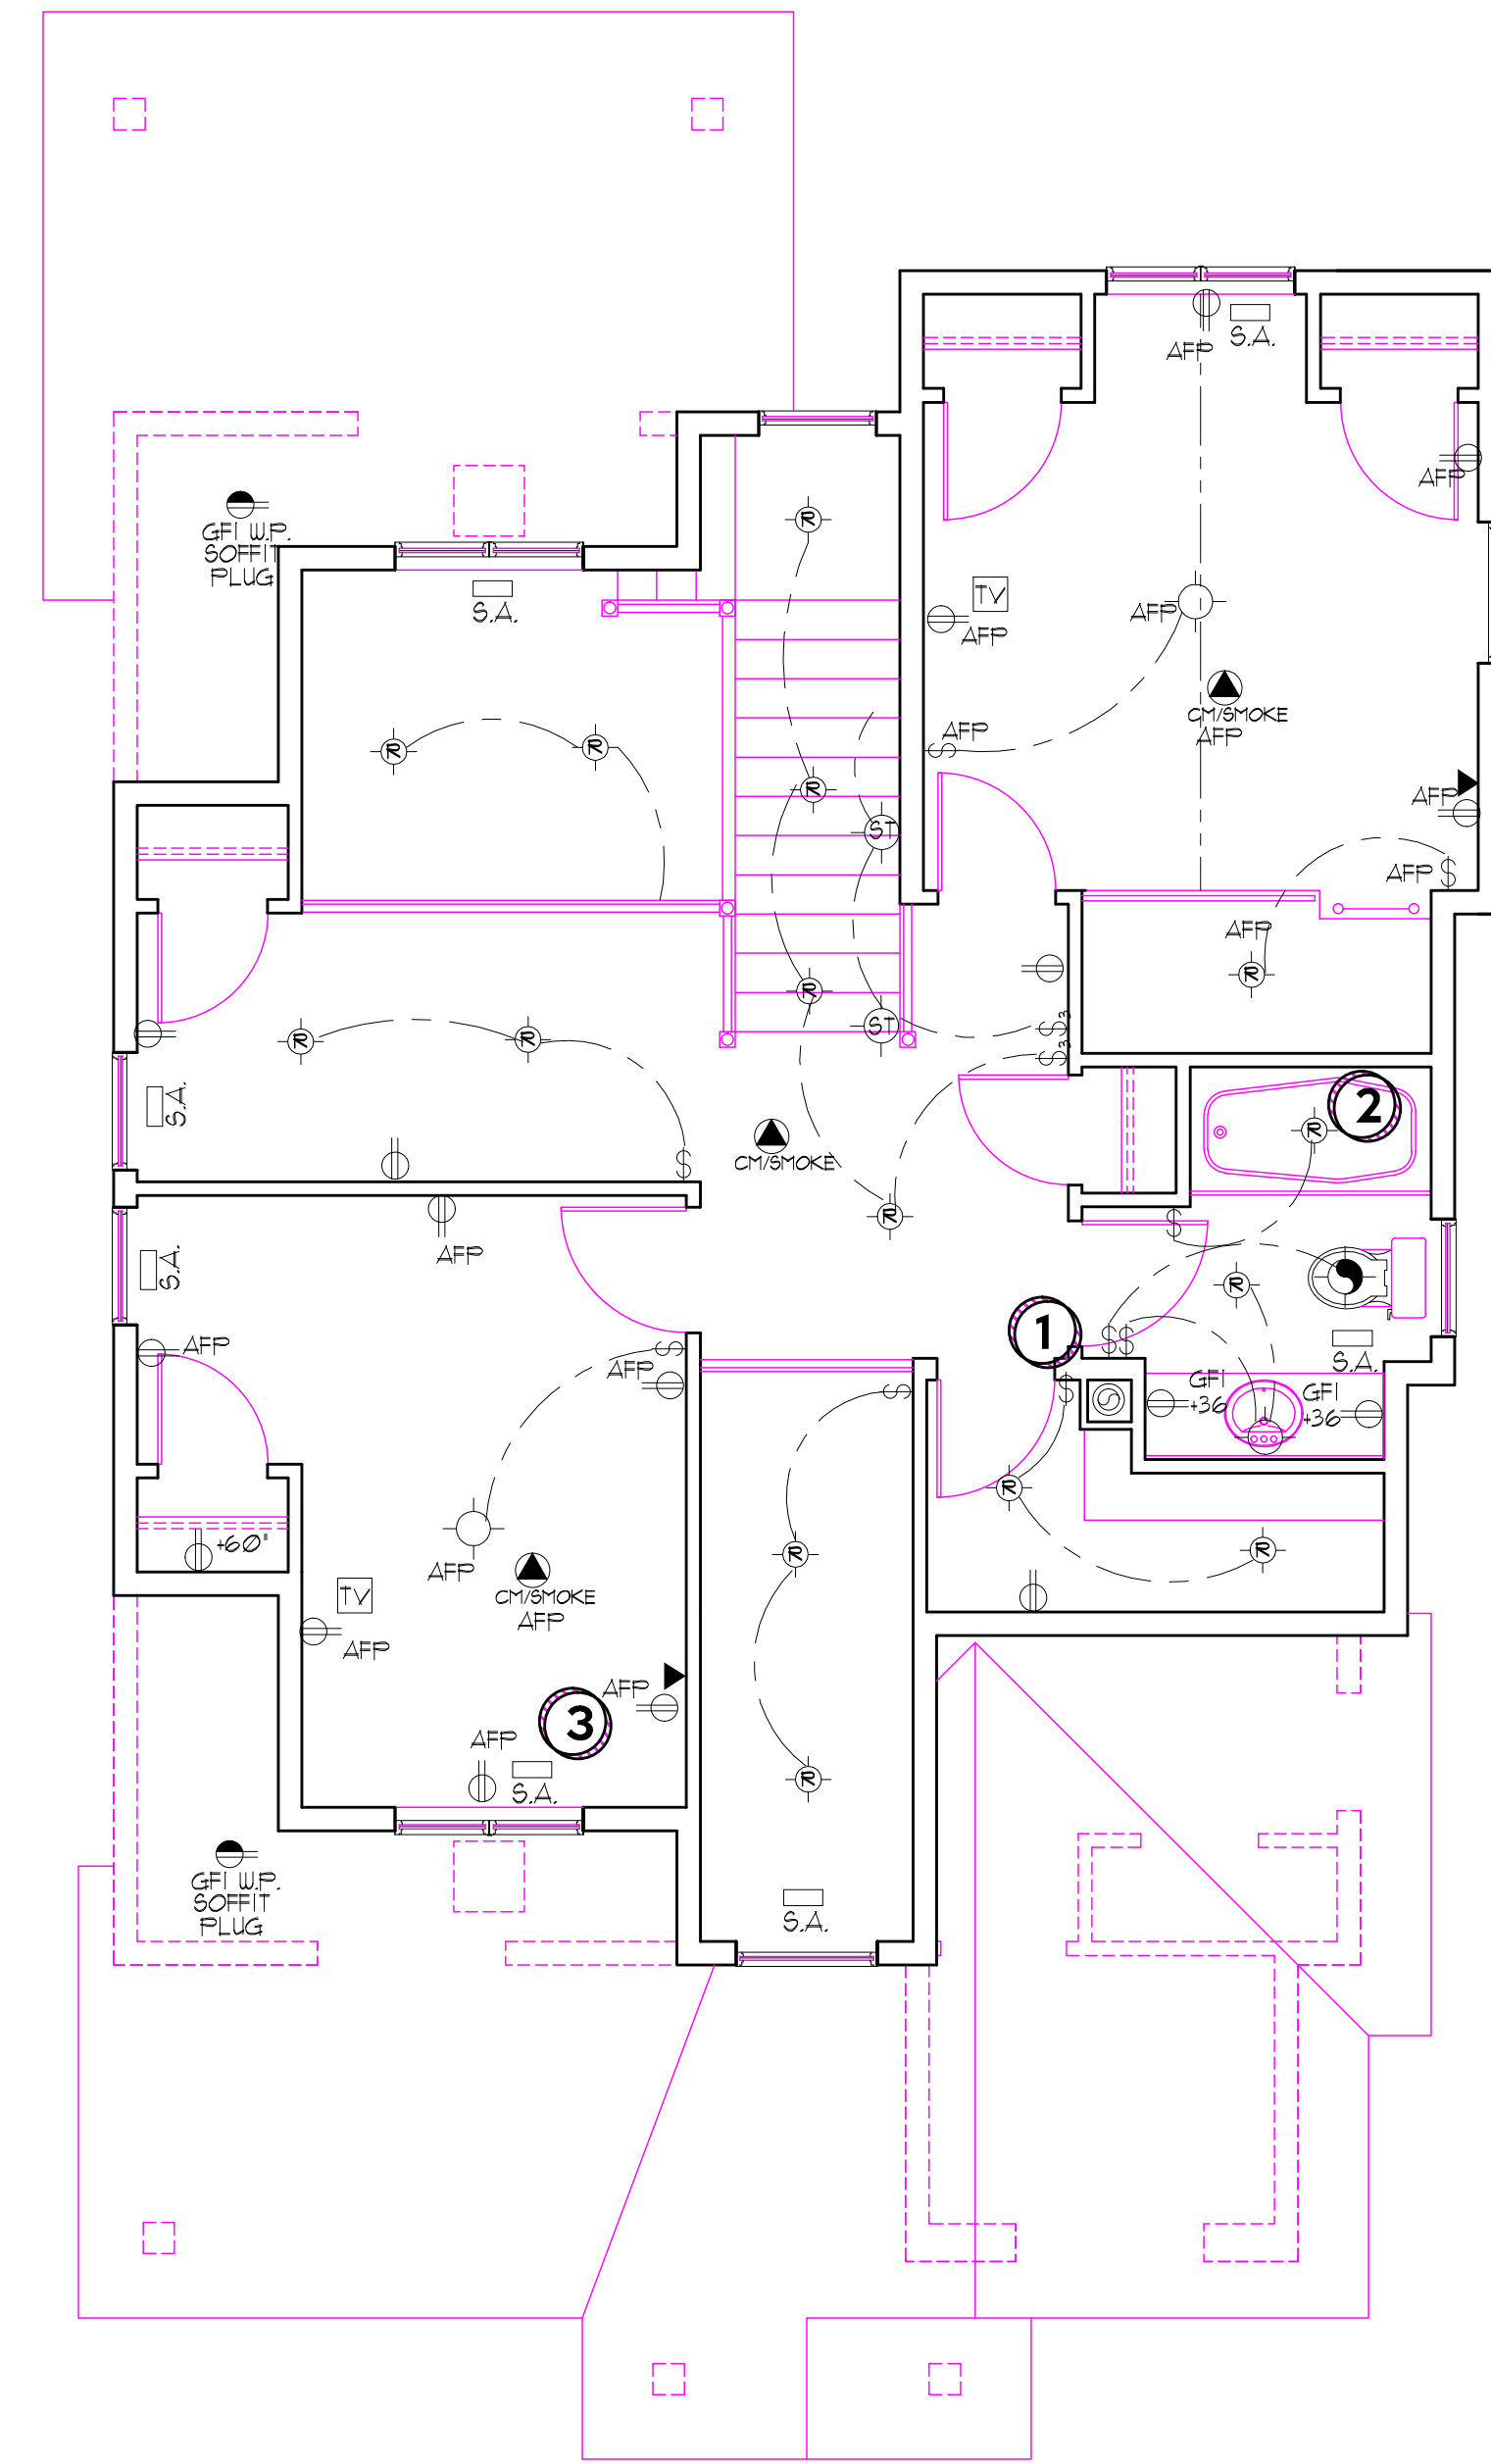 S.A.
AFP
AFP
GFI W.P.
SOFFIT
PLUG
R
S.A.
TV
AFP
AFP
CM/SMOKE
AFP
AFP
$
R
R
R
AFP
ST
AFP $
AFP
R
R
ST
$3
$3
R
R
S.A.
$
CM/SMOKE
2
R
R
$
AFP
S.A.
R
1
$$
S.A.
AFP
$
AFP
GFI
+36
GFI
+36
$
$
R
+60"
AFP
TV
CM/SMOKE
AFP
R
R
AFP
AFP
3
AFP
S.A.
R
GFI W.P.
SOFFIT
PLUG
S.A.